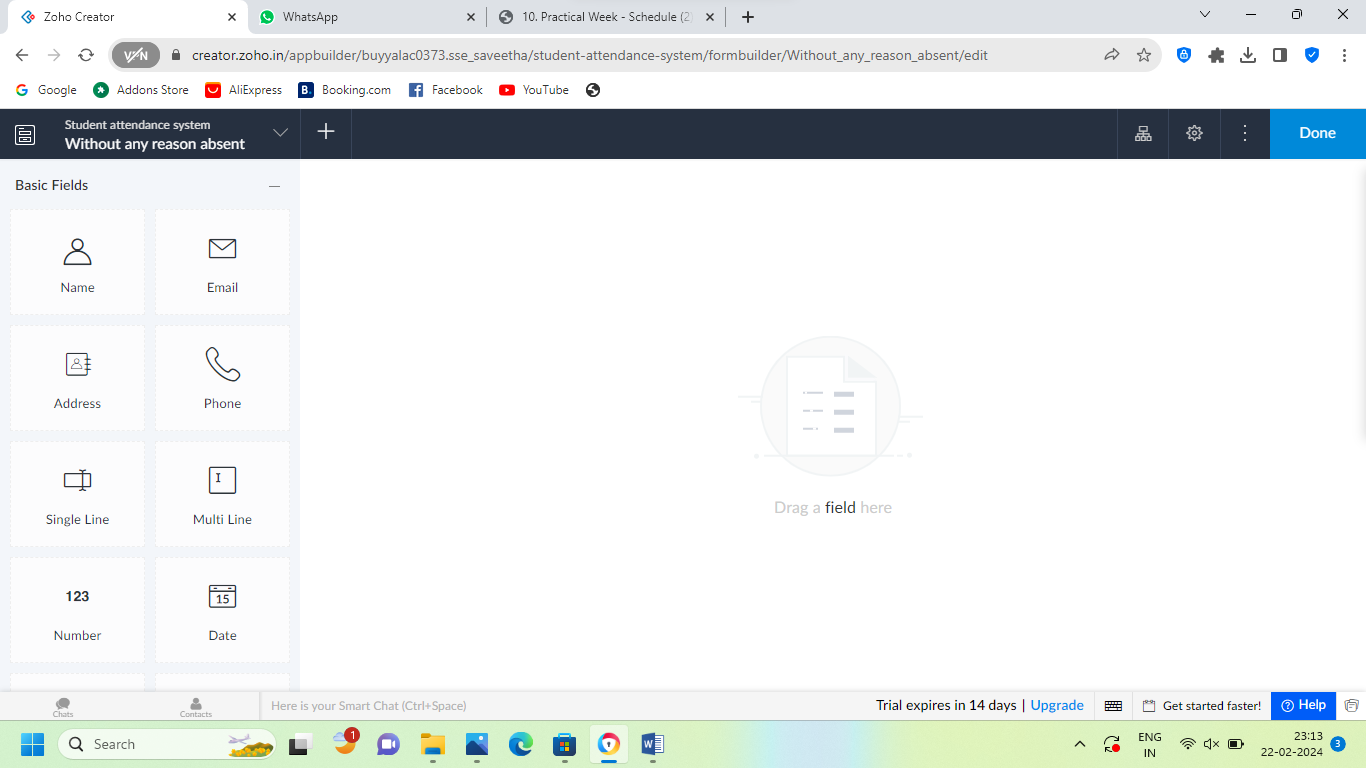 Zoho Creator
WhatsApp
10. Practical Week - Schedule (2)
VPN
creator.zoho.in/appbuilder/buyyalac0373.sse_saveetha/student-attendance-system/formbuilder/Without_any_reason_absent/edit
Google
Addons Store
AliExpress
B.
Booking.com
Facebook
YouTube
Student attendance system
Without any reason absent
Done
Basic Fields
Name
Email
Address
Phone
Single Line
Multi Line
123
Number
15
Date
Drag a field here
Chats
Contacts
Here is your Smart Chat (Ctrl+Space)
Trial expires in 14 days | Upgrade
Get started faster!
Help
Search
1
ENG
IN
23:13
22-02-2024
3